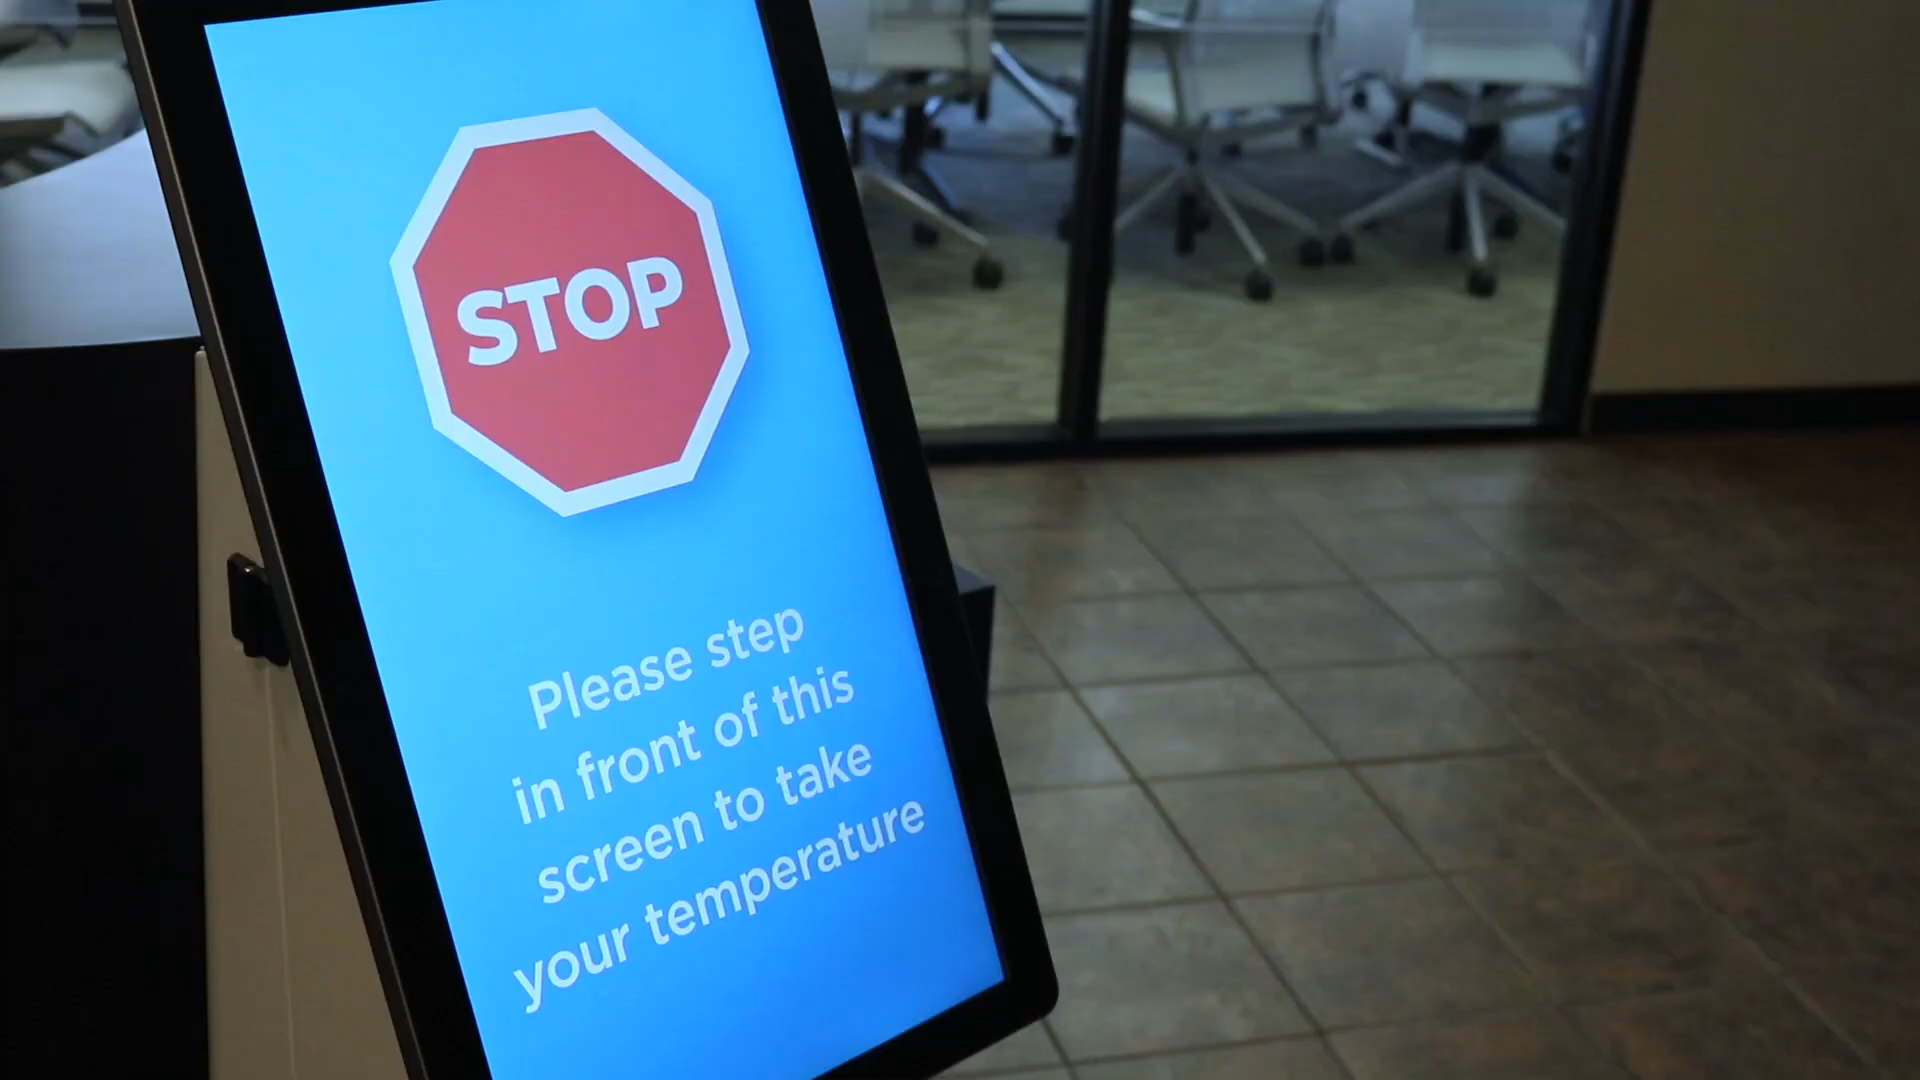 STOP
Please step
in front of this
screen to take
your temperature